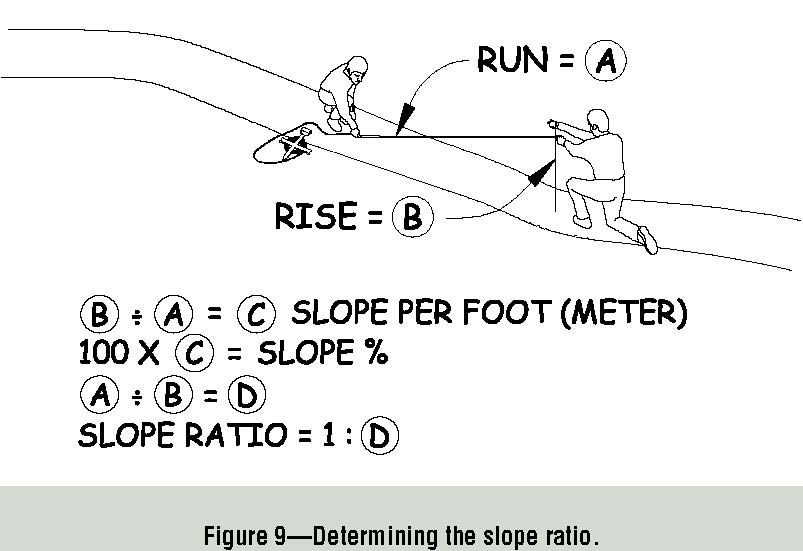 RUN = A
RISE = B
B ÷ A = C SLOPE PER FOOT (METER)
100 X C = SLOPE %
A ÷ B = D
SLOPE RATIO = 1 : D
Figure 9—Determining the slope ratio.